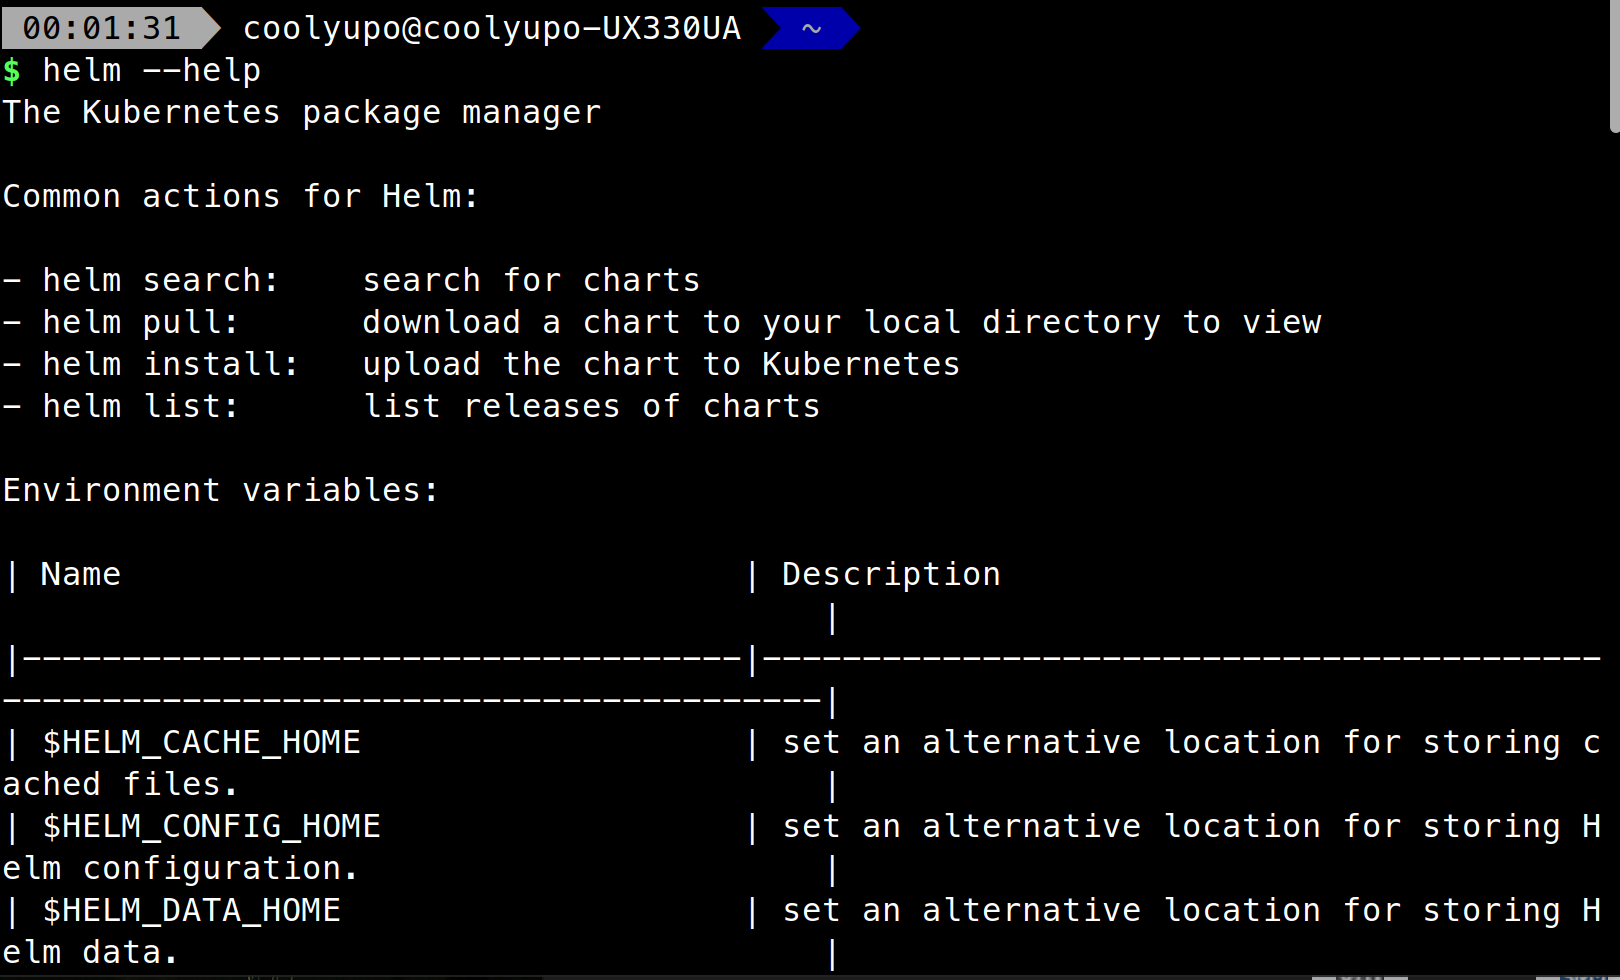 00:01:31 coolyupo@coolyupo-UX330UA ~
$ helm --help
The Kubernetes package manager
Common actions for Helm:
- helm search:    search for charts
- helm pull:      download a chart to your local directory to view
- helm install:   upload the chart to Kubernetes
- helm list:      list releases of charts
Environment variables:
| Name                               | Description
                                         |
|------------------------------------|------------------------------------------
-----------------------------------------|
| $HELM_CACHE_HOME                   | set an alternative location for storing c
ached files.                             |
| $HELM_CONFIG_HOME                  | set an alternative location for storing H
elm configuration.                       |
| $HELM_DATA_HOME                    | set an alternative location for storing H
elm data.                                |